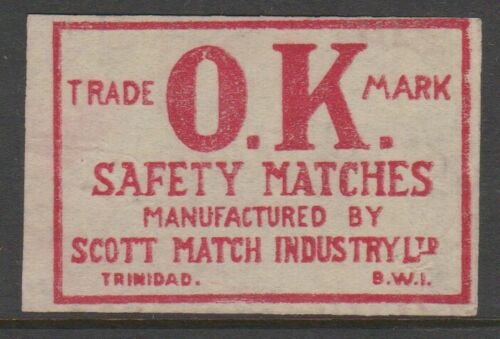 TRADE O.K. MARK
SAFETY MATCHES
MANUFACTURED BY
SCOTT MATCH INDUSTRY LTD
TRINIDAD. B.W.I.